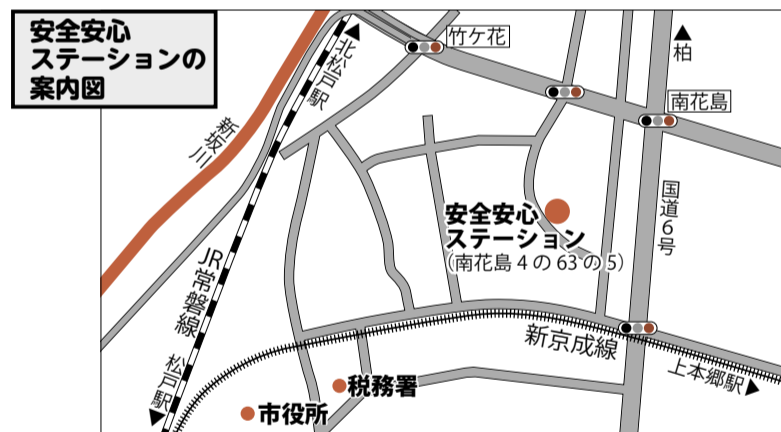 安全安心
ステーションの
案内図
北松戸駅
竹ケ花
柏
南花島
新坂川
国道6号
安全安心
ステーション
(南花島4の63の5)
JR常磐線
新京成線
上本郷駅
松戸駅
税務署
市役所